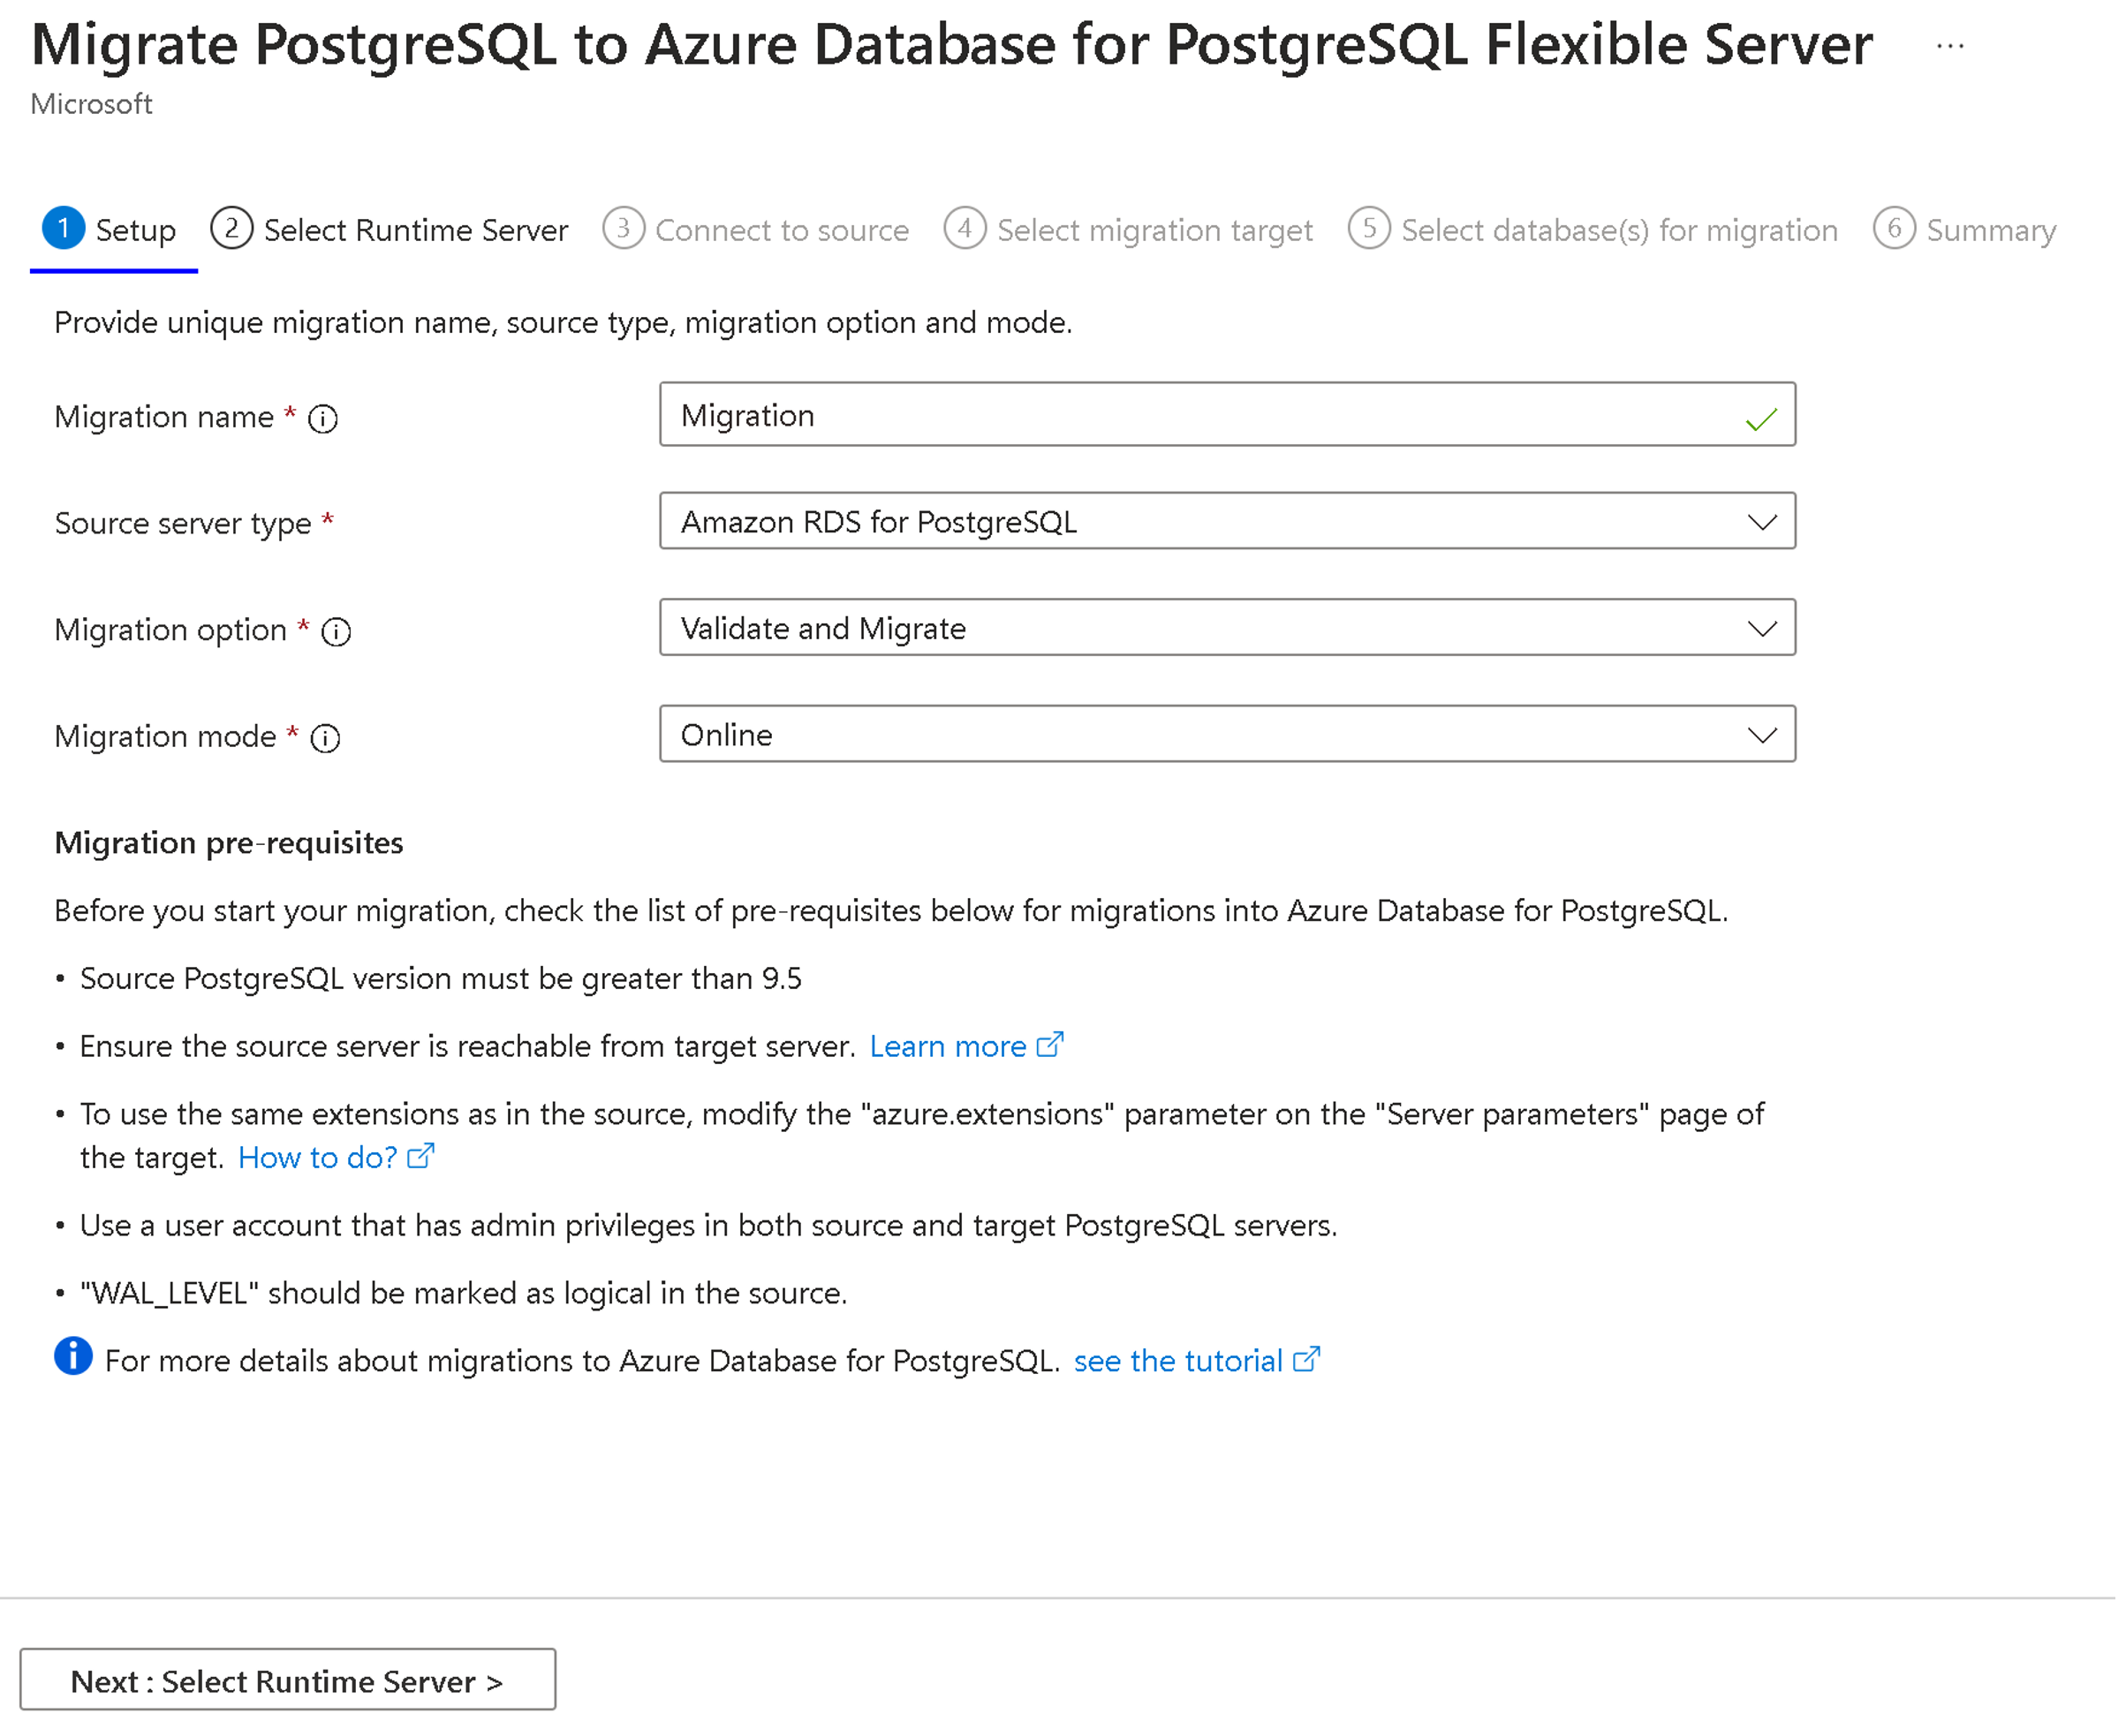 Migrate PostgreSQL to Azure Database for PostgreSQL Flexible Server ...
Microsoft
1 Setup 2 Select Runtime Server 3 Connect to source 4 Select migration target 5 Select database(s) for migration 6 Summary
Provide unique migration name, source type, migration option and mode.
Migration name * Migration
Source server type * Amazon RDS for PostgreSQL
Migration option * Validate and Migrate
Migration mode * Online
Migration pre-requisites
Before you start your migration, check the list of pre-requisites below for migrations into Azure Database for PostgreSQL.
• Source PostgreSQL version must be greater than 9.5
• Ensure the source server is reachable from target server. Learn more
• To use the same extensions as in the source, modify the "azure.extensions" parameter on the "Server parameters" page of
the target. How to do?
• Use a user account that has admin privileges in both source and target PostgreSQL servers.
• "WAL_LEVEL" should be marked as logical in the source.
For more details about migrations to Azure Database for PostgreSQL. see the tutorial
Next : Select Runtime Server >